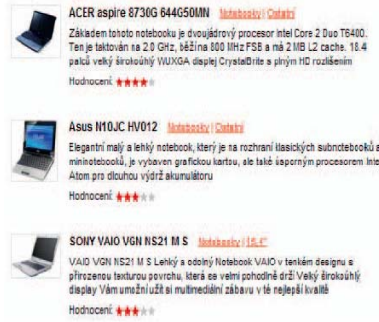 ACER aspire 8730G 644G50MN Notebooky | Ostatní
Základem tohoto notebooku je dvoujádrový procesor Intel Core 2 Duo T6400.
Ten je taktován na 2.0 GHz, běží na 800 MHz FSB a má 2 MB L2 cache. 18.4
palců velký širokoúhlý WUXGA displej CrystalBrite s plným HD rozlišením
Hodnocení:
Asus N10JC HV012 Notebooky | Ostatní
Elegantní malý a lehký notebook, který je na rozhraní klasických subnotebooků a
mininotebooků, je vybaven grafickou kartou, ale také úsporným procesorem Inte
Atom pro dlouhou výdrž akumulátoru
Hodnocení:
SONY VAIO VGN NS21 M S Notebooky | 15,4"
VAIO VGN NS21 M S Lehký a odolný Notebook VAIO v tenkém designu s
přirozenou texturou povrchu, která se velmi pohodlně drží Velký širokoúhlý
display Vám umožní užít si multimediální zábavu v té nejlepší kvalitě
Hodnocení: